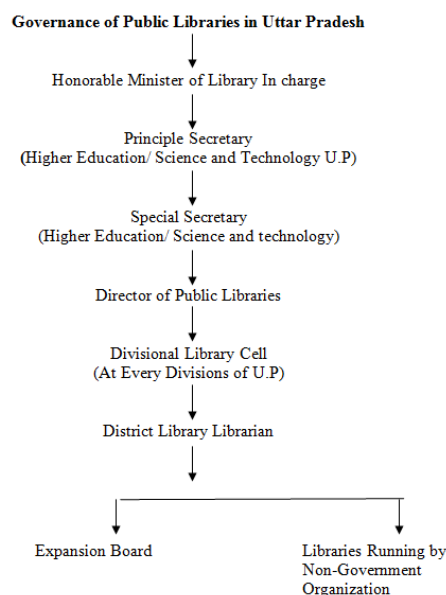 Governance of Public Libraries in Uttar Pradesh
Honorable Minister of Library In charge
Principle Secretary
(Higher Education/ Science and Technology U.P)
Special Secretary
(Higher Education/ Science and technology)
Director of Public Libraries
Divisional Library Cell
(At Every Divisions of U.P)
District Library Librarian
Expansion Board
Libraries Running by
Non-Government
Organization